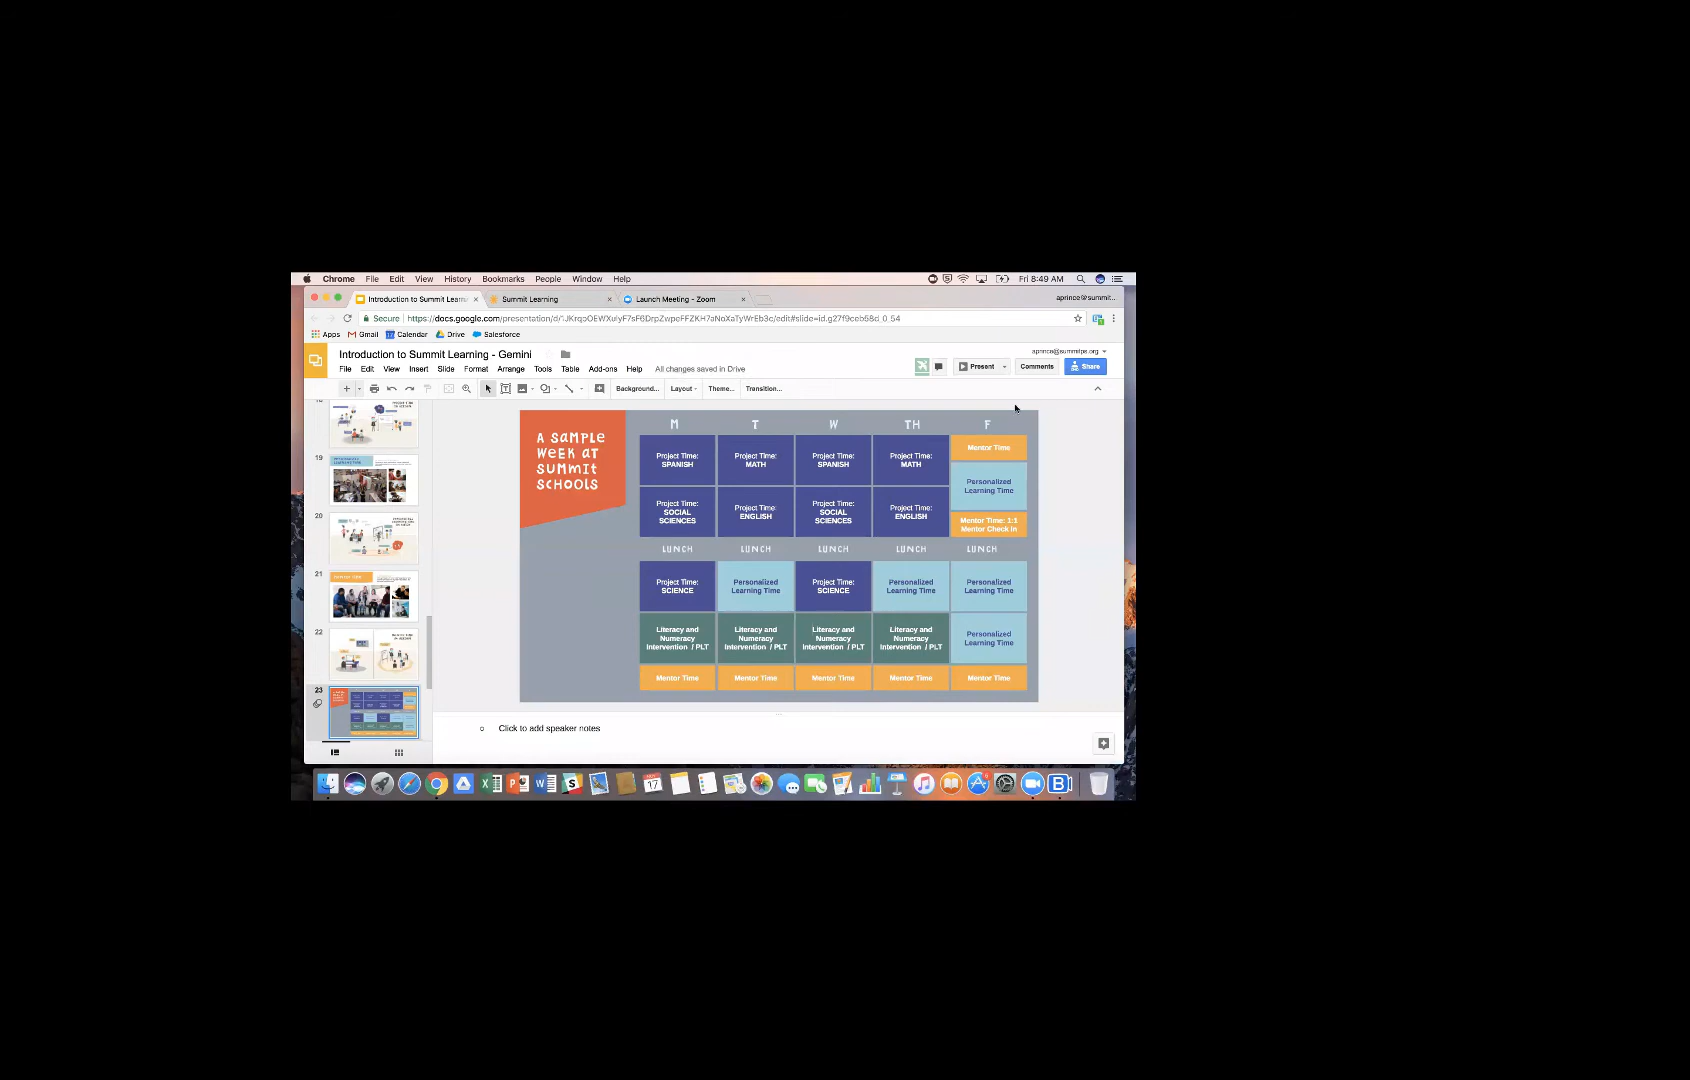 Chrome File Edit View History Bookmarks People Window Help Fri 8:49 AM
Introduction to Summit Learni Summit Learning Launch Meeting - Zoom aprince@summit...
Secure
Apps Gmail Calendar Drive Salesforce
Introduction to Summit Learning - Gemini
aprince@summitps.org
File Edit View Insert Slide Format Arrange Tools Table Add-ons Help All changes saved in Drive
Present Comments Share
Background... Layout Theme... Transition...
A SAMPLE
WEEK AT
SUMMIT
SCHOOLS
M T W TH F
Project Time:
SPANISH
Project Time:
MATH
Project Time:
SPANISH
Project Time:
MATH
Mentor Time
Personalized
Learning Time
Project Time:
SOCIAL
SCIENCES
Project Time:
ENGLISH
Project Time:
SOCIAL
SCIENCES
Project Time:
ENGLISH
Mentor Time: 1:1
Mentor Check in
LUNCH LUNCH LUNCH LUNCH LUNCH
Project Time:
SCIENCE
Personalized
Learning Time
Project Time:
SCIENCE
Personalized
Learning Time
Personalized
Learning Time
Literacy and
Numeracy
Intervention / PLT
Literacy and
Numeracy
Intervention / PLT
Literacy and
Numeracy
Intervention / PLT
Literacy and
Numeracy
Intervention / PLT
Personalized
Learning Time
Mentor Time Mentor Time Mentor Time Mentor Time Mentor Time
19
20
21
22
23
Click to add speaker notes
NOV
17